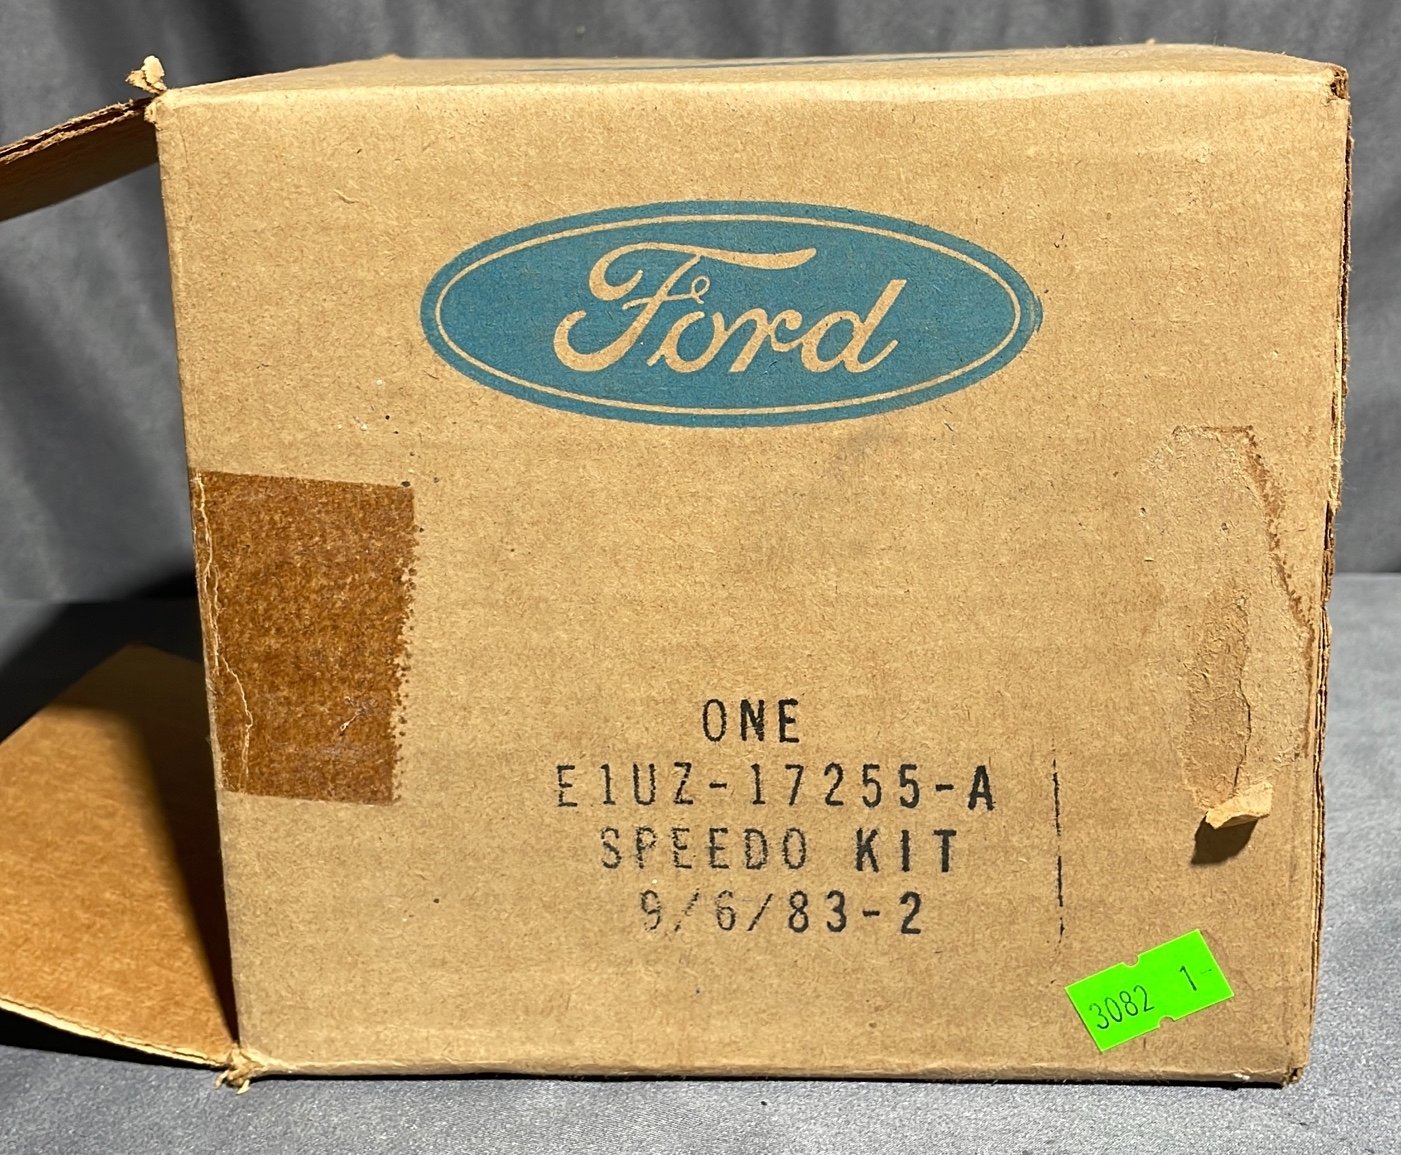 Ford
ONE
E1UZ-17255-A
SPEEDO KIT
9/6/83-2
3082 1-